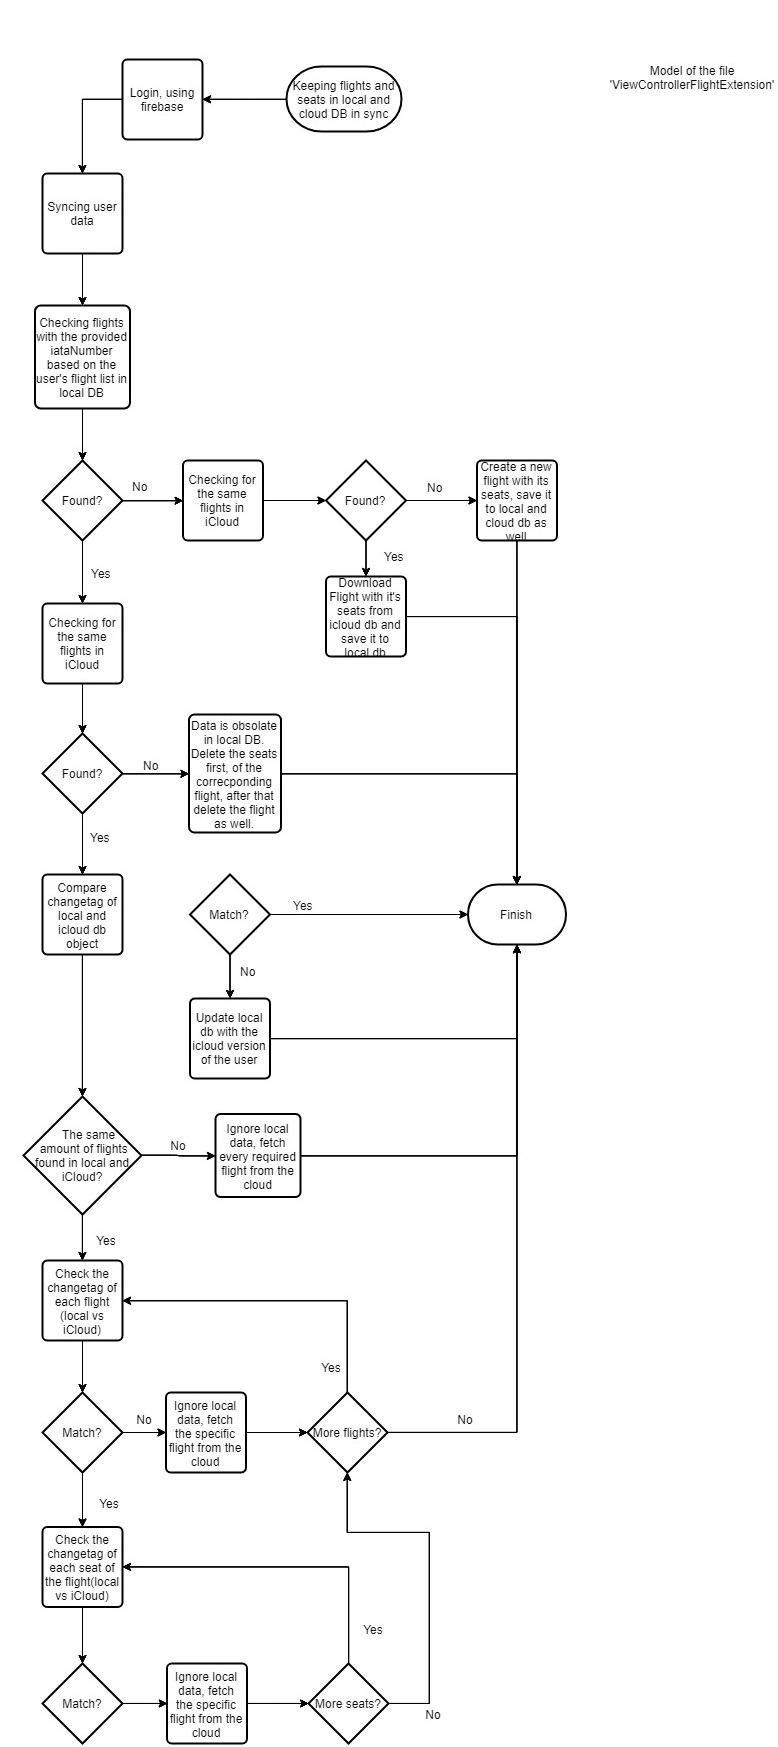 Model of the file
'ViewControllerFlightExtension'
Keeping flights and
seats in local and
cloud DB in sync
Login, using
firebase
Syncing user
data
Checking flights
with the provided
iataNumber
based on the
user's flight list in
local DB
Found?
No
Checking for
the same
flights in
iCloud
Found?
No
Create a new
flight with its
seats, save it
to local and
cloud db as
well
Yes
Download
Flight with it's
seats from
icloud db and
save it to
local db
Yes
Checking for
the same
flights in
iCloud
Found?
No
Data is obsolate
in local DB.
Delete the seats
first, of the
correcponding
flight, after that
delete the flight
as well.
Yes
Compare
changetag of
local and
icloud db
object
Match?
Yes
Finish
No
Update local
db with the
icloud version
of the user
The same
amount of flights
found in local and
iCloud?
No
Ignore local
data, fetch
every required
flight from the
cloud
Yes
Check the
changetag of
each flight
(local vs
iCloud)
Yes
Match?
No
Ignore local
data, fetch
the specific
flight from the
cloud
More flights?
No
Yes
Check the
changetag of
each seat of
the flight(local
vs iCloud)
Yes
Match?
Ignore local
data, fetch
the specific
flight from the
cloud
More seats?
No